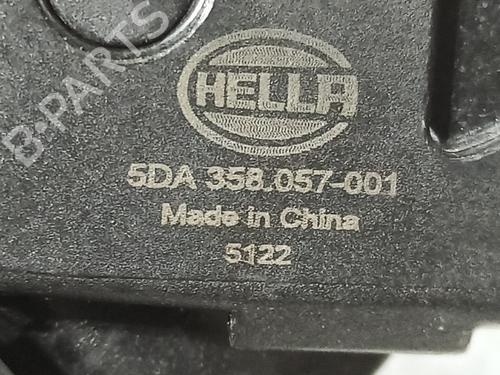 B-PARTS
HELLA
5DA 358.057-001
Made in China
5122